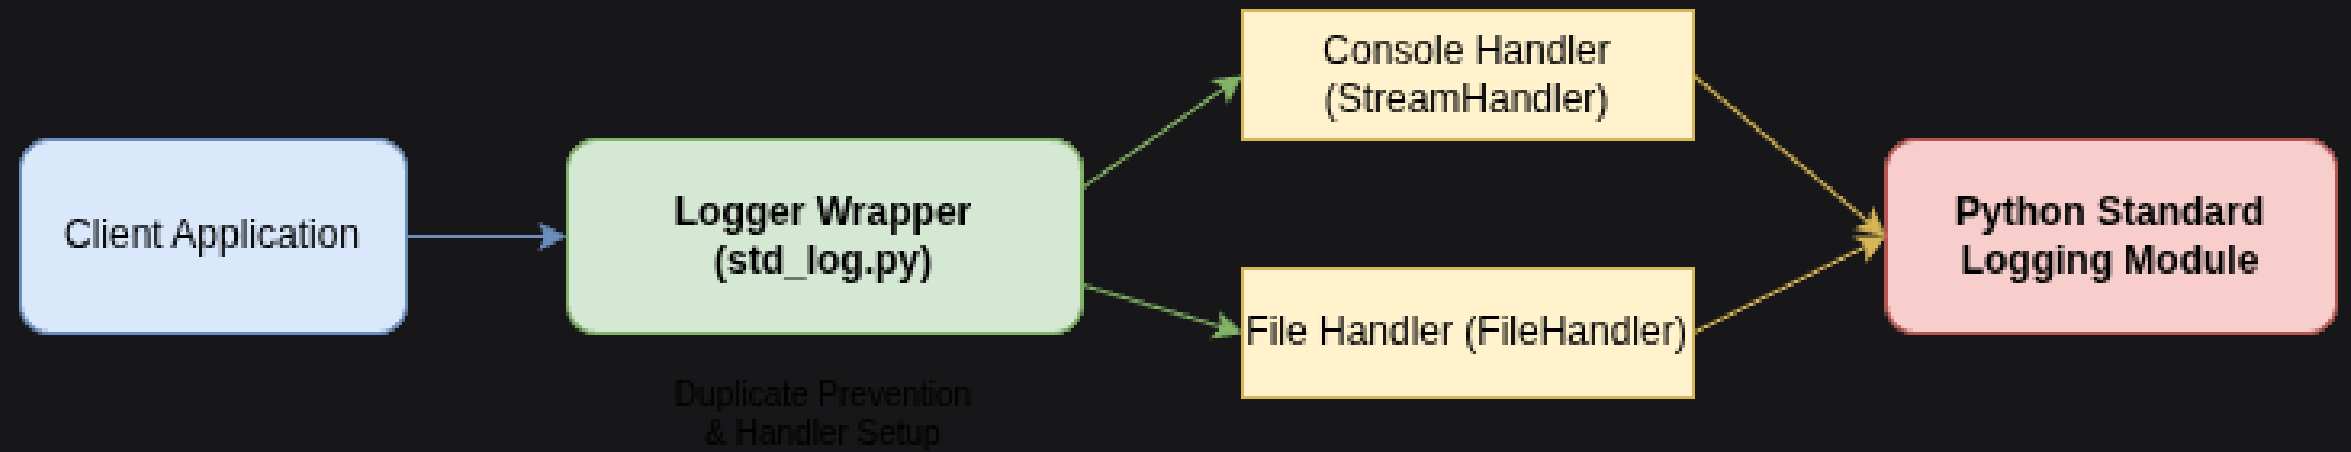 Client Application
Logger Wrapper
(std_log.py)
Duplicate Prevention
& Handler Setup
Console Handler
(StreamHandler)
File Handler (FileHandler)
Python Standard
Logging Module